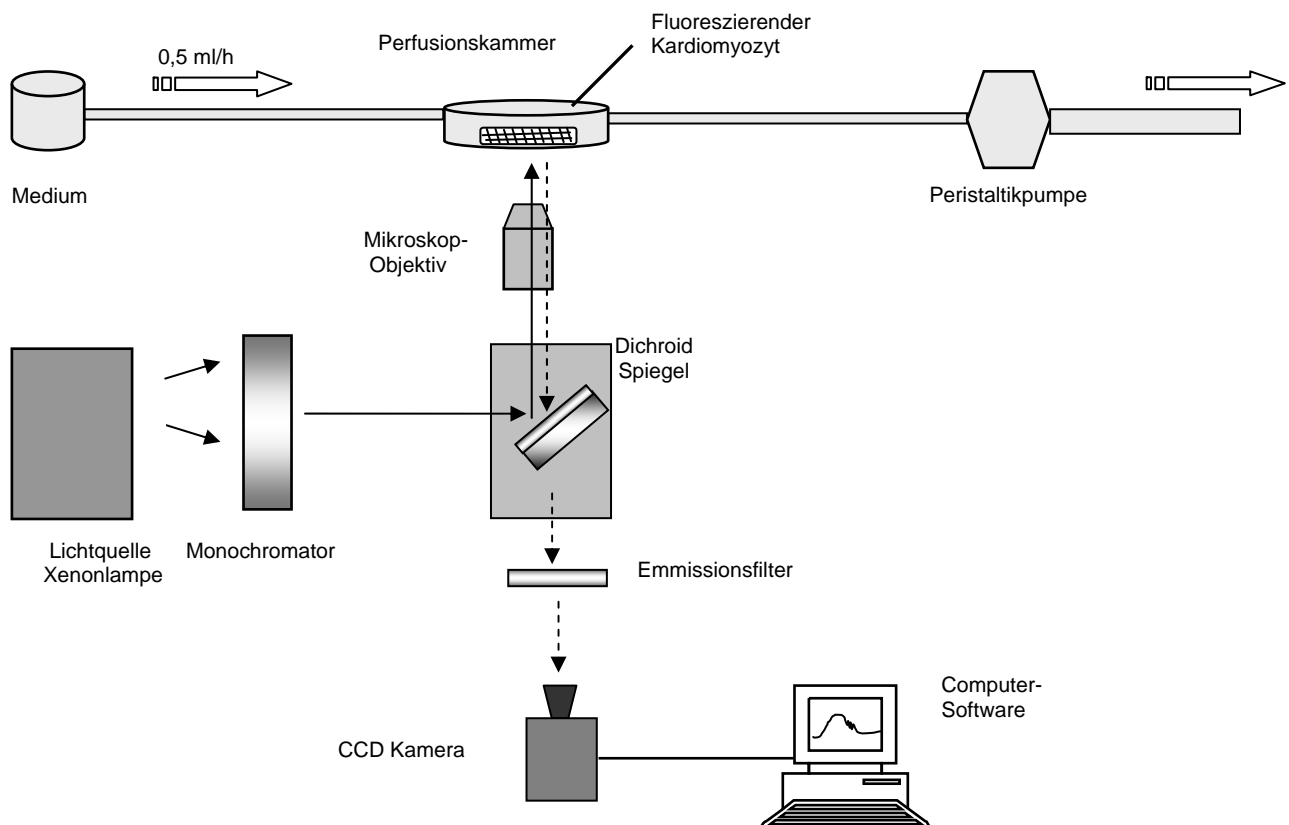 Fluoreszierender
Kardiomyozyt
Perfusionskammer
0,5 ml/h
Medium
Peristaltikpumpe
Mikroskop-
Objektiv
Dichroid
Spiegel
Lichtquelle
Xenonlampe
Monochromator
Emmissionsfilter
Computer-
Software
CCD Kamera